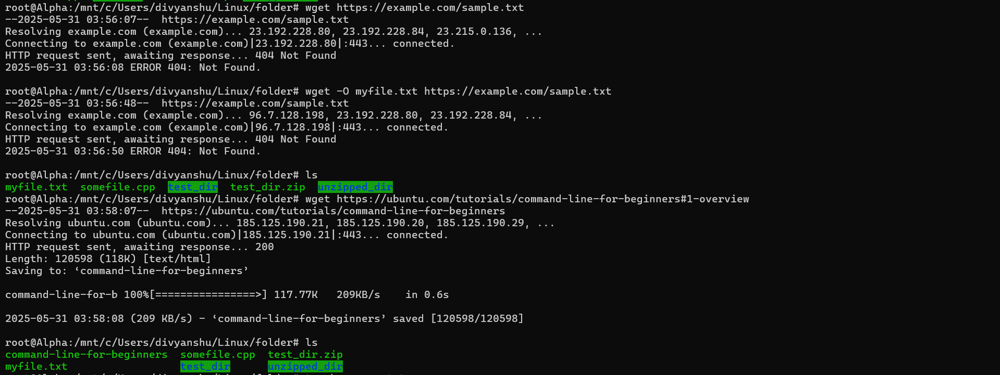 root@Alpha:/mnt/c/Users/divyanshu/Linux/folder# wget https://example.com/sample.txt
--2025-05-31 03:56:07--  https://example.com/sample.txt
Resolving example.com (example.com)... 23.192.228.80, 23.192.228.84, 23.215.0.136, ...
Connecting to example.com (example.com)|23.192.228.80|:443... connected.
HTTP request sent, awaiting response... 404 Not Found
2025-05-31 03:56:08 ERROR 404: Not Found.
root@Alpha:/mnt/c/Users/divyanshu/Linux/folder# wget -O myfile.txt https://example.com/sample.txt
--2025-05-31 03:56:48--  https://example.com/sample.txt
Resolving example.com (example.com)... 96.7.128.198, 23.192.228.80, 23.192.228.84, ...
Connecting to example.com (example.com)|96.7.128.198|:443... connected.
HTTP request sent, awaiting response... 404 Not Found
2025-05-31 03:56:50 ERROR 404: Not Found.
root@Alpha:/mnt/c/Users/divyanshu/Linux/folder# ls
myfile.txt  somefile.cpp  test_dir  test_dir.zip  unzipped_dir
root@Alpha:/mnt/c/Users/divyanshu/Linux/folder# wget https://ubuntu.com/tutorials/command-line-for-beginners#1-overview
--2025-05-31 03:58:07--  https://ubuntu.com/tutorials/command-line-for-beginners
Resolving ubuntu.com (ubuntu.com)... 185.125.190.21, 185.125.190.20, 185.125.190.29, ...
Connecting to ubuntu.com (ubuntu.com)|185.125.190.21|:443... connected.
HTTP request sent, awaiting response... 200
Length: 120598 (118K) [text/html]
Saving to: ‘command-line-for-beginners’
command-line-for-b 100%[================>] 117.77K   209KB/s    in 0.6s
2025-05-31 03:58:08 (209 KB/s) - ‘command-line-for-beginners’ saved [120598/120598]
root@Alpha:/mnt/c/Users/divyanshu/Linux/folder# ls
command-line-for-beginners  somefile.cpp  test_dir.zip
myfile.txt                  test_dir      unzipped_dir